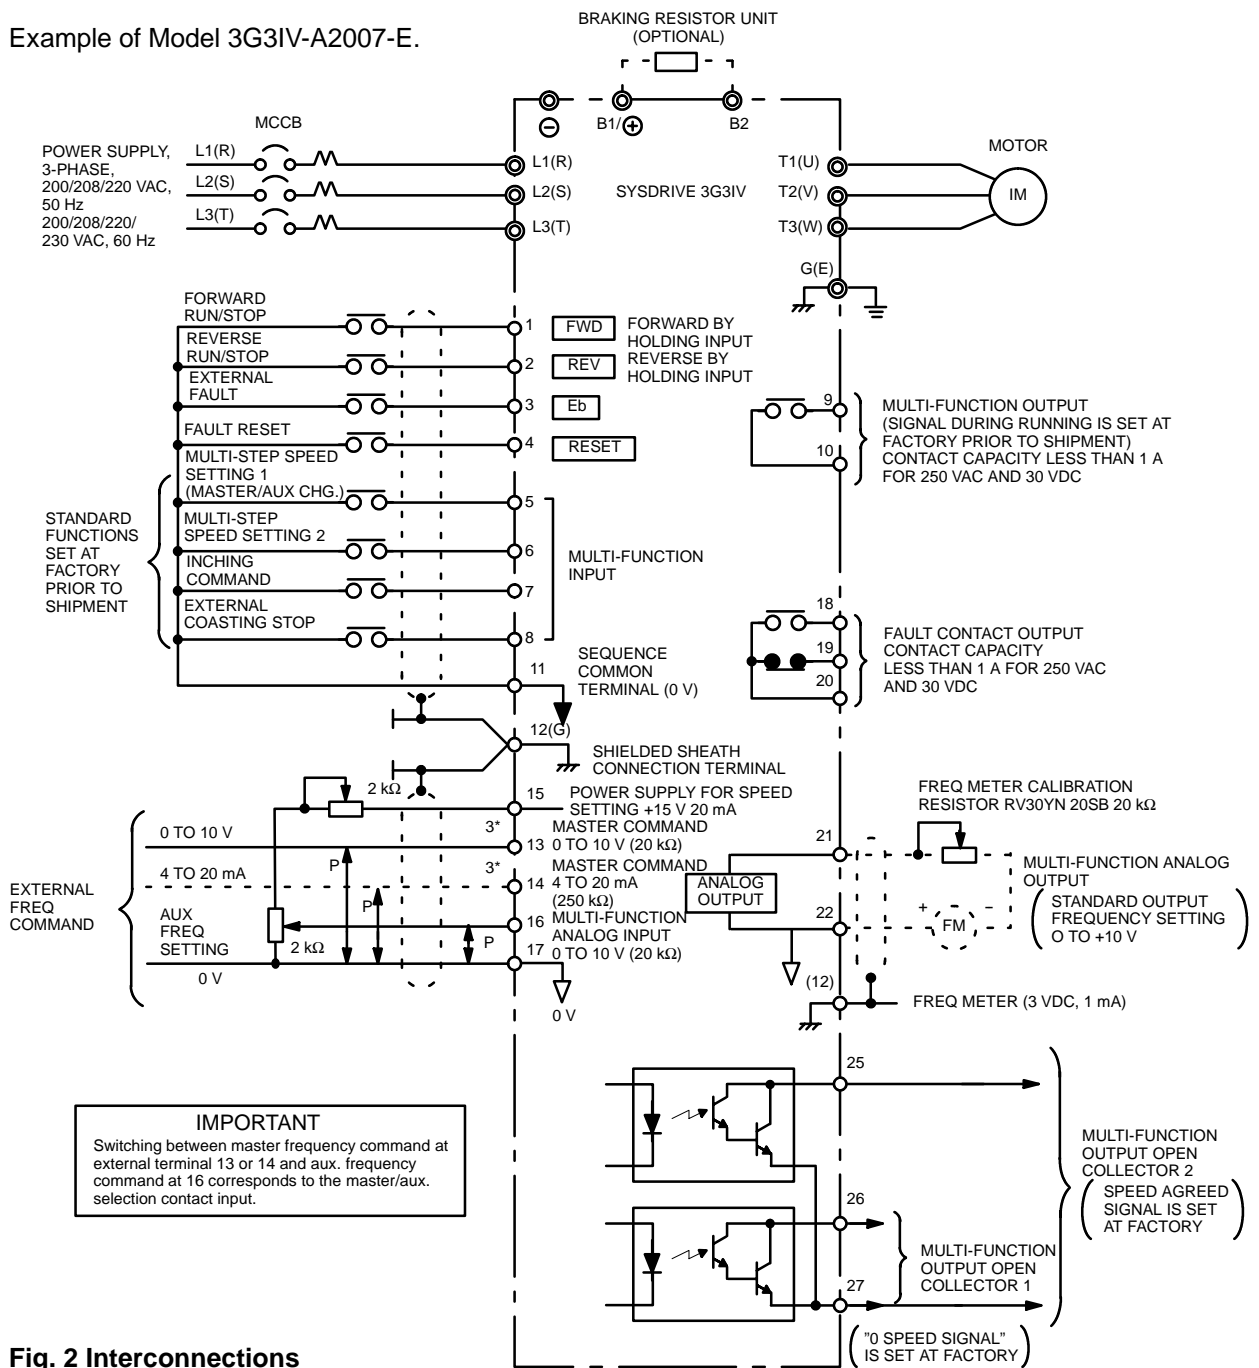 Example of Model 3G3IV-A2007-E.
BRAKING RESISTOR UNIT
(OPTIONAL)
⊖
B1/⊕
B2
MCCB
POWER SUPPLY,
3-PHASE,
200/208/220 VAC,
50 Hz
200/208/220/
230 VAC, 60 Hz
L1(R)
L2(S)
L3(T)
L1(R)
L2(S)
L3(T)
SYSDRIVE 3G3IV
T1(U)
T2(V)
T3(W)
MOTOR
IM
G(E)
FORWARD
RUN/STOP
1
FWD
FORWARD BY
HOLDING INPUT
REVERSE
RUN/STOP
2
REV
REVERSE BY
HOLDING INPUT
EXTERNAL
FAULT
3
Eb
FAULT RESET
4
RESET
STANDARD
FUNCTIONS
SET AT
FACTORY
PRIOR TO
SHIPMENT
MULTI-STEP SPEED
SETTING 1
(MASTER/AUX CHG.)
5
MULTI-STEP
SPEED SETTING 2
6
INCHING
COMMAND
7
EXTERNAL
COASTING STOP
8
MULTI-FUNCTION
INPUT
11
SEQUENCE
COMMON
TERMINAL (0 V)
12(G)
SHIELDED SHEATH
CONNECTION TERMINAL
9
10
MULTI-FUNCTION OUTPUT
(SIGNAL DURING RUNNING IS SET AT
FACTORY PRIOR TO SHIPMENT)
CONTACT CAPACITY LESS THAN 1 A
FOR 250 VAC AND 30 VDC
18
19
20
FAULT CONTACT OUTPUT
CONTACT CAPACITY
LESS THAN 1 A FOR 250 VAC
AND 30 VDC
2 kΩ
15
POWER SUPPLY FOR SPEED
SETTING +15 V 20 mA
EXTERNAL
FREQ
COMMAND
0 TO 10 V
P
3*
13
MASTER COMMAND
0 TO 10 V (20 kΩ)
4 TO 20 mA
P
3*
14
MASTER COMMAND
4 TO 20 mA
(250 kΩ)
AUX
FREQ
SETTING
2 kΩ
P
16
MULTI-FUNCTION
ANALOG INPUT
0 TO 10 V (20 kΩ)
17
0 V
0 V
ANALOG
OUTPUT
21
22
(12)
FREQ METER CALIBRATION
RESISTOR RV30YN 20SB 20 kΩ
+
FM
−
MULTI-FUNCTION ANALOG
OUTPUT
STANDARD OUTPUT
FREQUENCY SETTING
O TO +10 V
FREQ METER (3 VDC, 1 mA)
IMPORTANT
Switching between master frequency command at
external terminal 13 or 14 and aux. frequency
command at 16 corresponds to the master/aux.
selection contact input.
25
26
27
MULTI-FUNCTION
OUTPUT OPEN
COLLECTOR 2
SPEED AGREED
SIGNAL IS SET
AT FACTORY
MULTI-FUNCTION
OUTPUT OPEN
COLLECTOR 1
"0 SPEED SIGNAL"
IS SET AT FACTORY
Fig. 2 Interconnections